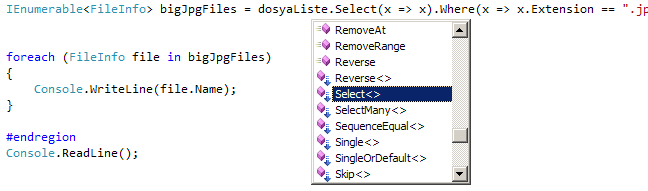 IEnumerable<FileInfo> bigJpgFiles = dosyaListe.Select(x => x).Where(x => x.Extension == ".jp
RemoveAt
RemoveRange
Reverse
Reverse<>
Select<>
SelectMany<>
SequenceEqual<>
Single<>
SingleOrDefault<>
Skip<>
foreach (FileInfo file in bigJpgFiles)
{
Console.WriteLine(file.Name);
}
#endregion
Console.ReadLine();